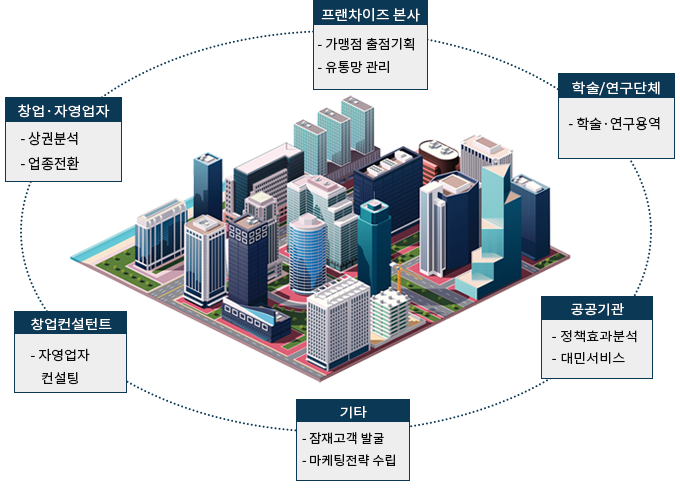 프랜차이즈 본사
- 가맹점 출점기획
- 유통망 관리
학술/연구단체
- 학술·연구용역
창업·자영업자
- 상권분석
- 업종전환
공공기관
- 정책효과분석
- 대민서비스
창업컨설턴트
- 자영업자
컨설팅
기타
- 잠재고객 발굴
- 마케팅전략 수립